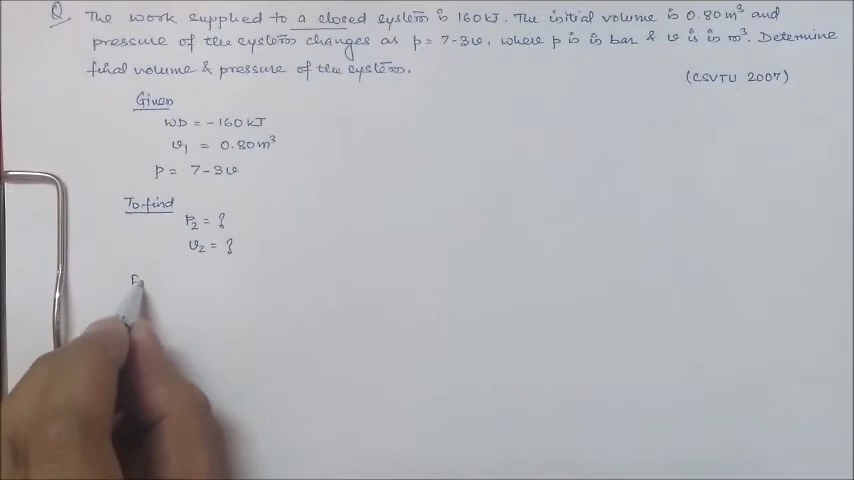 Q. The work supplied to a closed system is 160 kJ. The initial volume is 0.80 m³ and
pressure of the system changes as p = 7-3v, where p is in bar & v is in m³. Determine
final volume & pressure of the system.
(CSVTU 2007)
Given
WD = -160 kJ
v₁ = 0.80 m³
p = 7-3v
To find
P₂ = ?
v₂ = ?